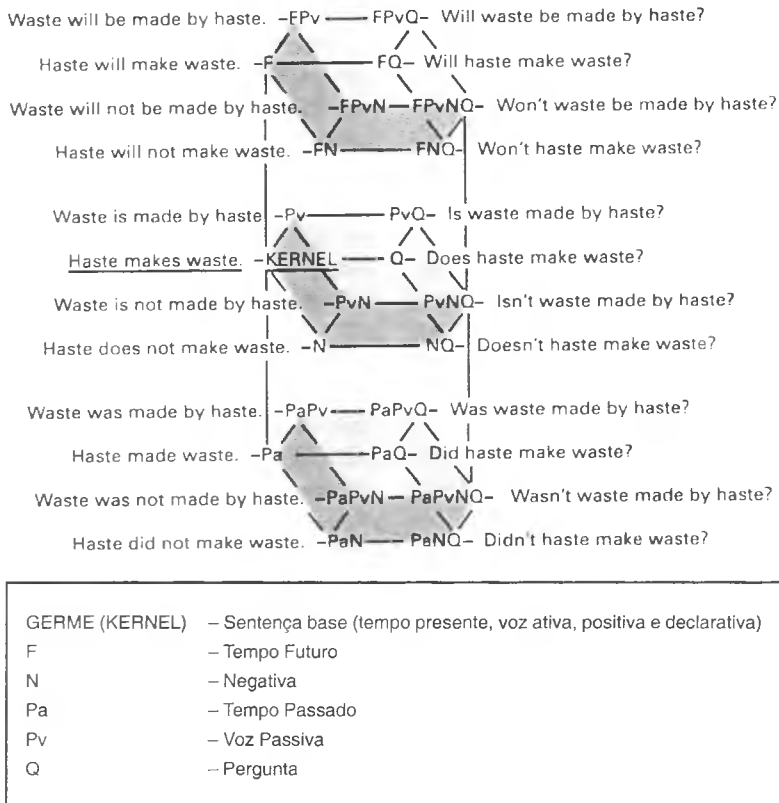 Waste will be made by haste. –FPv — FPvQ– Will waste be made by haste?
Haste will make waste. –F — FQ– Will haste make waste?
Waste will not be made by haste. –FPvN — FPvNQ– Won't waste be made by haste?
Haste will not make waste. –FN — FNQ– Won't haste make waste?
Waste is made by haste –Pv — PvQ– Is waste made by haste?
Haste makes waste. –KERNEL — Q– Does haste make waste?
Waste is not made by haste. –PvN — PvNQ– Isn't waste made by haste?
Haste does not make waste. –N — NQ– Doesn't haste make waste?
Waste was made by haste. –PaPv — PaPvQ– Was waste made by haste?
Haste made waste. –Pa — PaQ– Did haste make waste?
Waste was not made by haste. –PaPvN — PaPvNQ– Wasn't waste made by haste?
Haste did not make waste. –PaN — PaNQ– Didn't haste make waste?
GERME (KERNEL) – Sentença base (tempo presente, voz ativa, positiva e declarativa)
F – Tempo Futuro
N – Negativa
Pa – Tempo Passado
Pv – Voz Passiva
Q – Pergunta